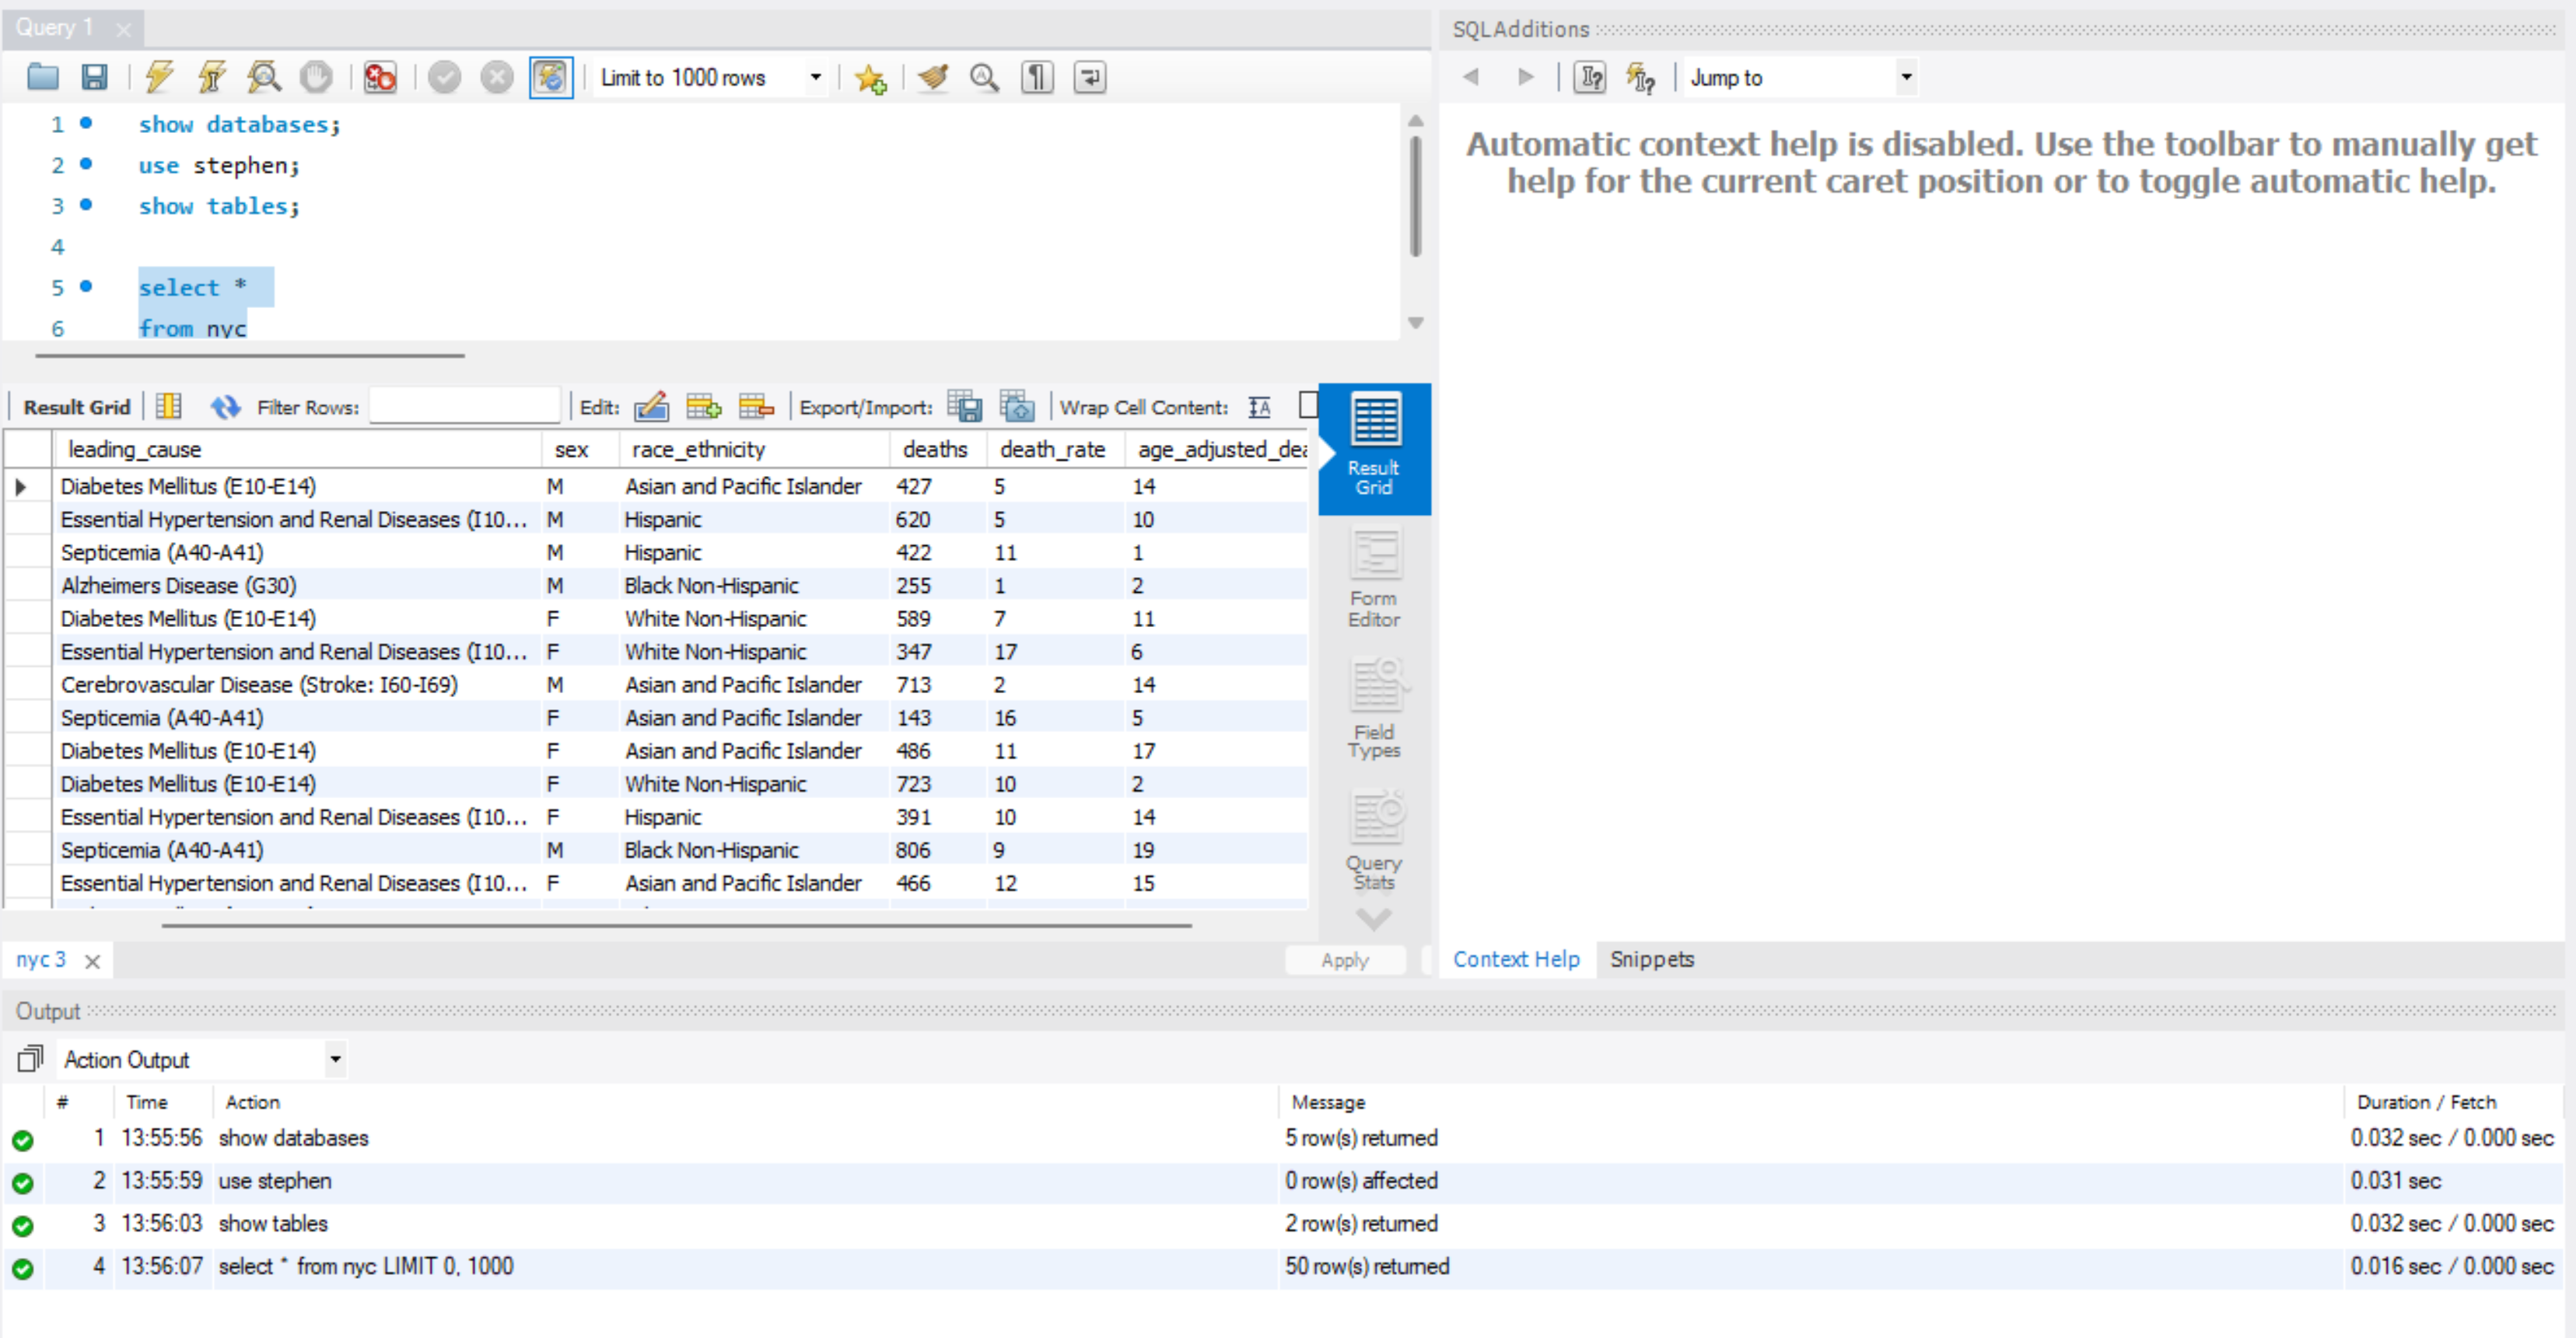 Query 1
Limit to 1000 rows
1 show databases;
2 use stephen;
3 show tables;
4
5 select *
6 from nyc
Result Grid Filter Rows: Edit: Export/Import: Wrap Cell Content:
leading_cause sex race_ethnicity deaths death_rate age_adjusted_dea
Diabetes Mellitus (E10-E14) M Asian and Pacific Islander 427 5 14
Essential Hypertension and Renal Diseases (I10... M Hispanic 620 5 10
Septicemia (A40-A41) M Hispanic 422 11 1
Alzheimers Disease (G30) M Black Non-Hispanic 255 1 2
Diabetes Mellitus (E10-E14) F White Non-Hispanic 589 7 11
Essential Hypertension and Renal Diseases (I10... F White Non-Hispanic 347 17 6
Cerebrovascular Disease (Stroke: I60-I69) M Asian and Pacific Islander 713 2 14
Septicemia (A40-A41) F Asian and Pacific Islander 143 16 5
Diabetes Mellitus (E10-E14) F Asian and Pacific Islander 486 11 17
Diabetes Mellitus (E10-E14) F White Non-Hispanic 723 10 2
Essential Hypertension and Renal Diseases (I10... F Hispanic 391 10 14
Septicemia (A40-A41) M Black Non-Hispanic 806 9 19
Essential Hypertension and Renal Diseases (I10... F Asian and Pacific Islander 466 12 15
Result
Grid
Form
Editor
Field
Types
Query
Stats
nyc 3
Apply
SQLAdditions
Jump to
Automatic context help is disabled. Use the toolbar to manually get
help for the current caret position or to toggle automatic help.
Context Help Snippets
Output
Action Output
# Time Action Message Duration / Fetch
1 13:55:56 show databases 5 row(s) returned 0.032 sec / 0.000 sec
2 13:55:59 use stephen 0 row(s) affected 0.031 sec
3 13:56:03 show tables 2 row(s) returned 0.032 sec / 0.000 sec
4 13:56:07 select * from nyc LIMIT 0, 1000 50 row(s) returned 0.016 sec / 0.000 sec